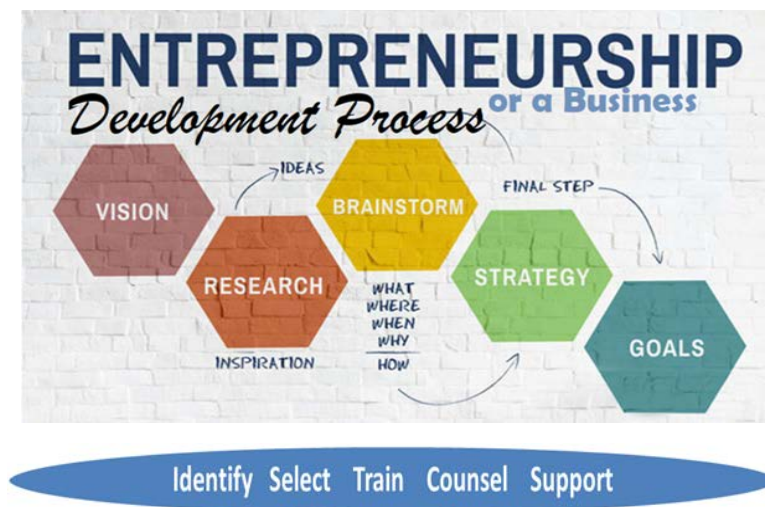 ENTREPRENEURSHIP
or a Business
Development Process
VISION
RESEARCH
INSPIRATION
IDEAS
BRAINSTORM
WHAT
WHERE
WHEN
WHY
HOW
STRATEGY
FINAL STEP
GOALS
Identify Select Train Counsel Support